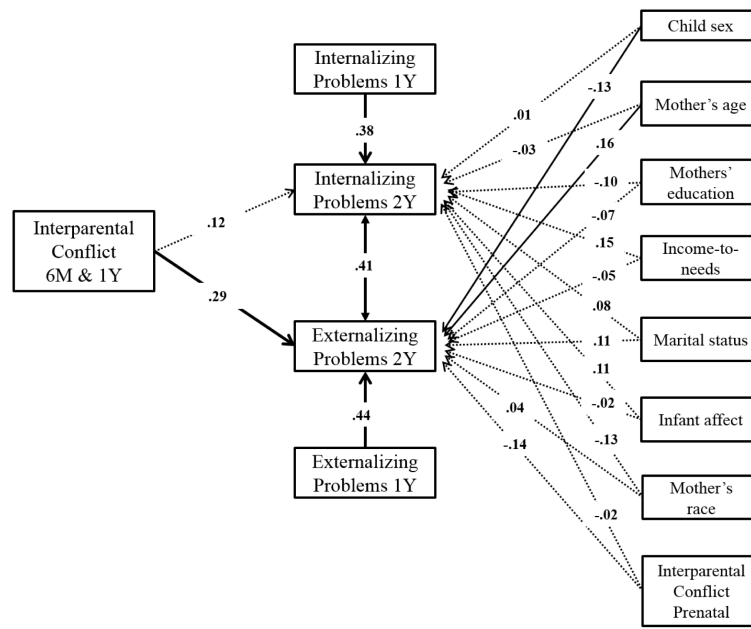 Internalizing
Problems 1Y
.38
Internalizing
Problems 2Y
Interparental
Conflict
6M & 1Y
.12
.29
.41
Externalizing
Problems 2Y
.44
Externalizing
Problems 1Y
Child sex
Mother's age
Mothers'
education
Income-to-
needs
Marital status
Infant affect
Mother's
race
Interparental
Conflict
Prenatal
.01
-.13
-.03
.16
-.10
-.07
.15
-.05
.08
.11
.11
-.02
.04
-.13
-.14
-.02